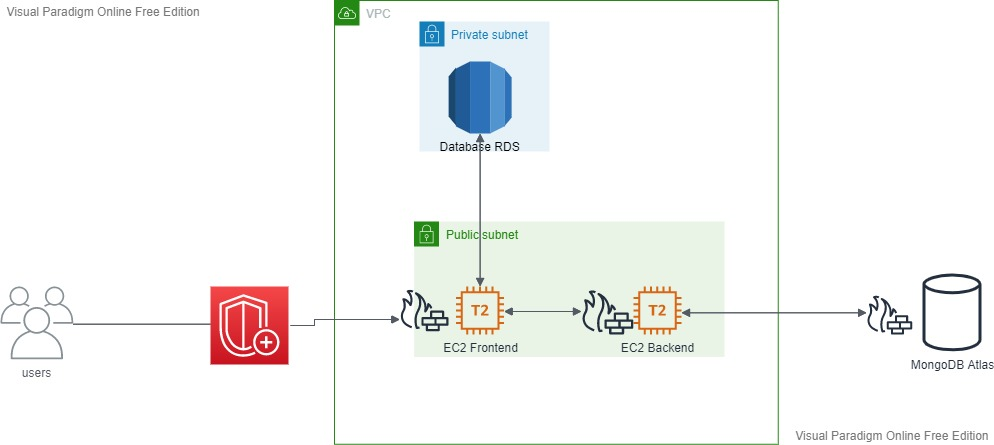 Visual Paradigm Online Free Edition
VPC
Private subnet
Database RDS
Public subnet
T2
T2
EC2 Frontend
EC2 Backend
users
MongoDB Atlas
Visual Paradigm Online Free Edition